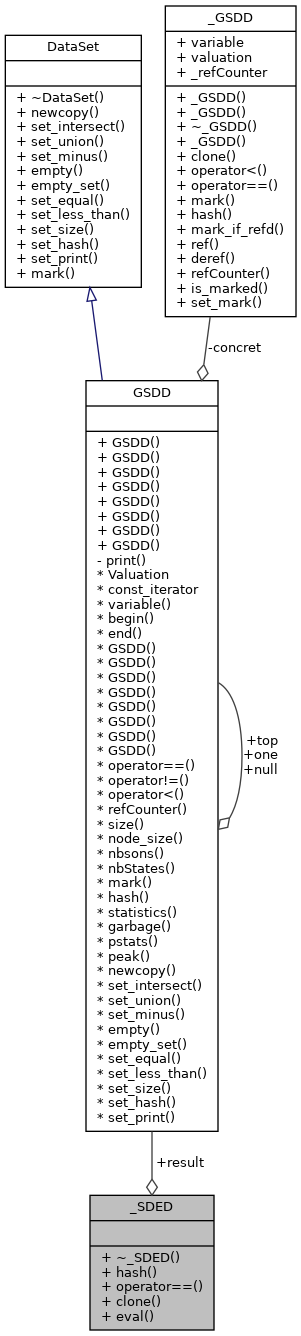 DataSet
+ ~DataSet()
+ newcopy()
+ set_intersect()
+ set_union()
+ set_minus()
+ empty()
+ empty_set()
+ set_equal()
+ set_less_than()
+ set_size()
+ set_hash()
+ set_print()
+ mark()
_GSDD
+ variable
+ valuation
+ _refCounter
+ _GSDD()
+ _GSDD()
+ ~_GSDD()
+ _GSDD()
+ clone()
+ operator<()
+ operator==()
+ mark()
+ hash()
+ mark_if_refd()
+ ref()
+ deref()
+ refCounter()
+ is_marked()
+ set_mark()
-concret
GSDD
+ GSDD()
+ GSDD()
+ GSDD()
+ GSDD()
+ GSDD()
+ GSDD()
+ GSDD()
+ GSDD()
- print()
* Valuation
* const_iterator
* variable()
* begin()
* end()
* GSDD()
* GSDD()
* GSDD()
* GSDD()
* GSDD()
* GSDD()
* GSDD()
* GSDD()
* operator==()
* operator!=()
* operator<()
* refCounter()
* size()
* node_size()
* nbsons()
* nbStates()
* mark()
* hash()
* statistics()
* garbage()
* pstats()
* peak()
* newcopy()
* set_intersect()
* set_union()
* set_minus()
* empty()
* empty_set()
* set_equal()
* set_less_than()
* set_size()
* set_hash()
* set_print()
+top
+one
+null
+result
_SDED
+ ~_SDED()
+ hash()
+ operator==()
+ clone()
+ eval()